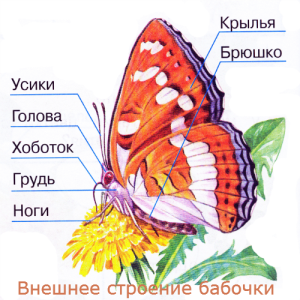 Крылья
Брюшко
Усики
Голова
Хоботок
Грудь
Ноги
Внешнее строение бабочки